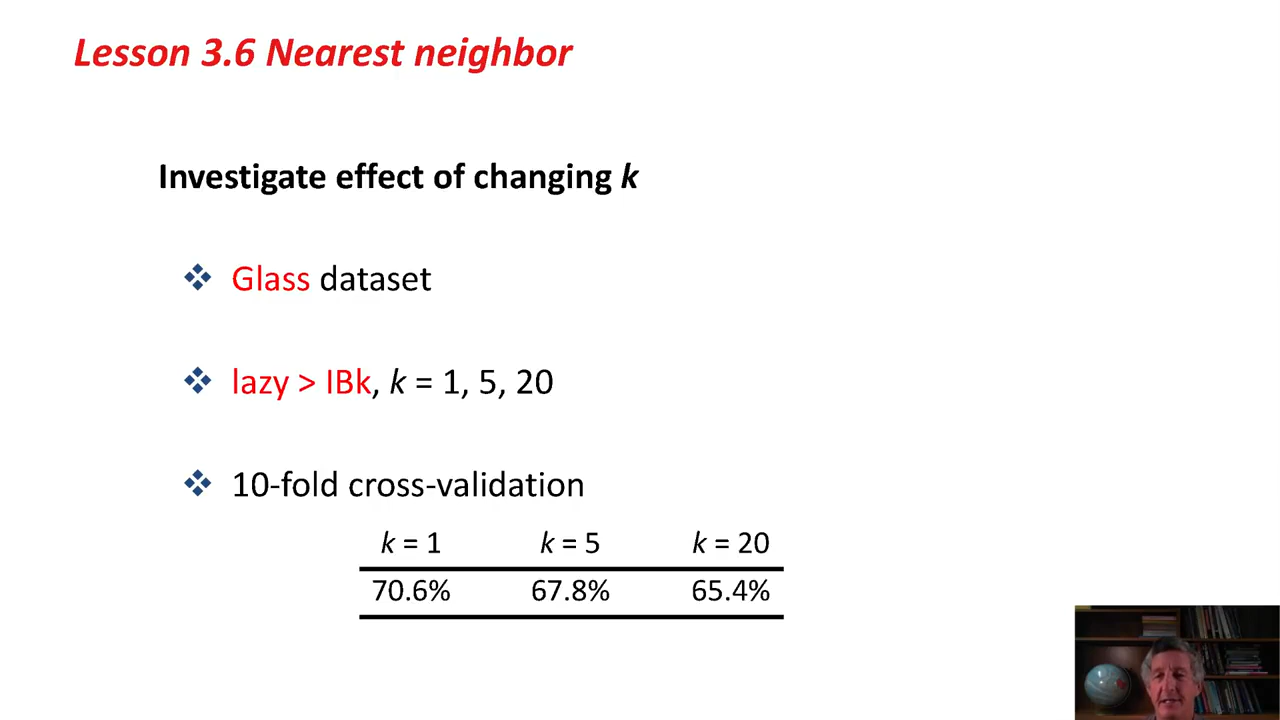 Lesson 3.6 Nearest neighbor
Investigate effect of changing k
Glass dataset
lazy > IBk, k = 1, 5, 20
10-fold cross-validation
k = 1 k = 5 k = 20
70.6% 67.8% 65.4%